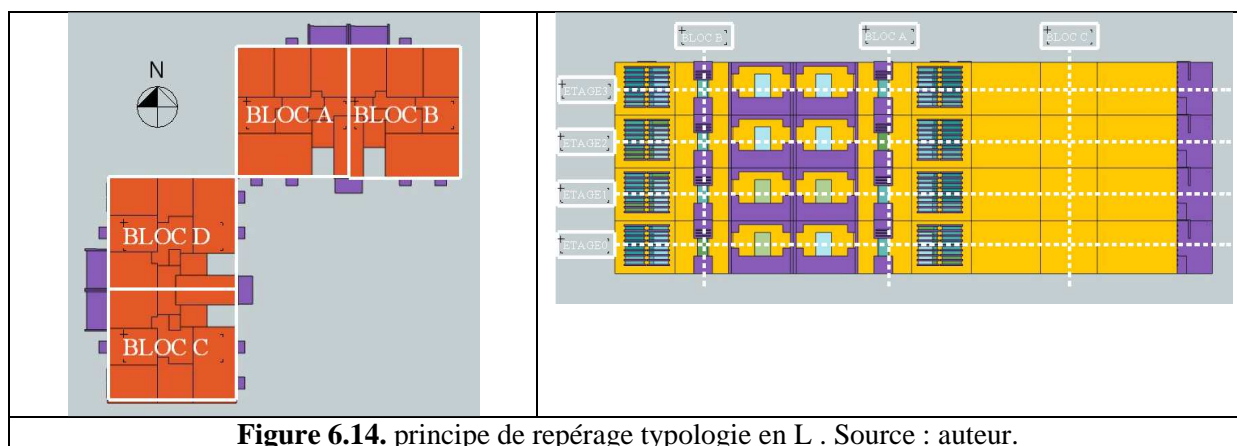 N
BLOC A
BLOC B
BLOC D
BLOC C
BLOC B
BLOC A
BLOC C
ETAGE3
ETAGE2
ETAGE1
ETAGE0
Figure 6.14. principe de repérage typologie en L . Source : auteur.